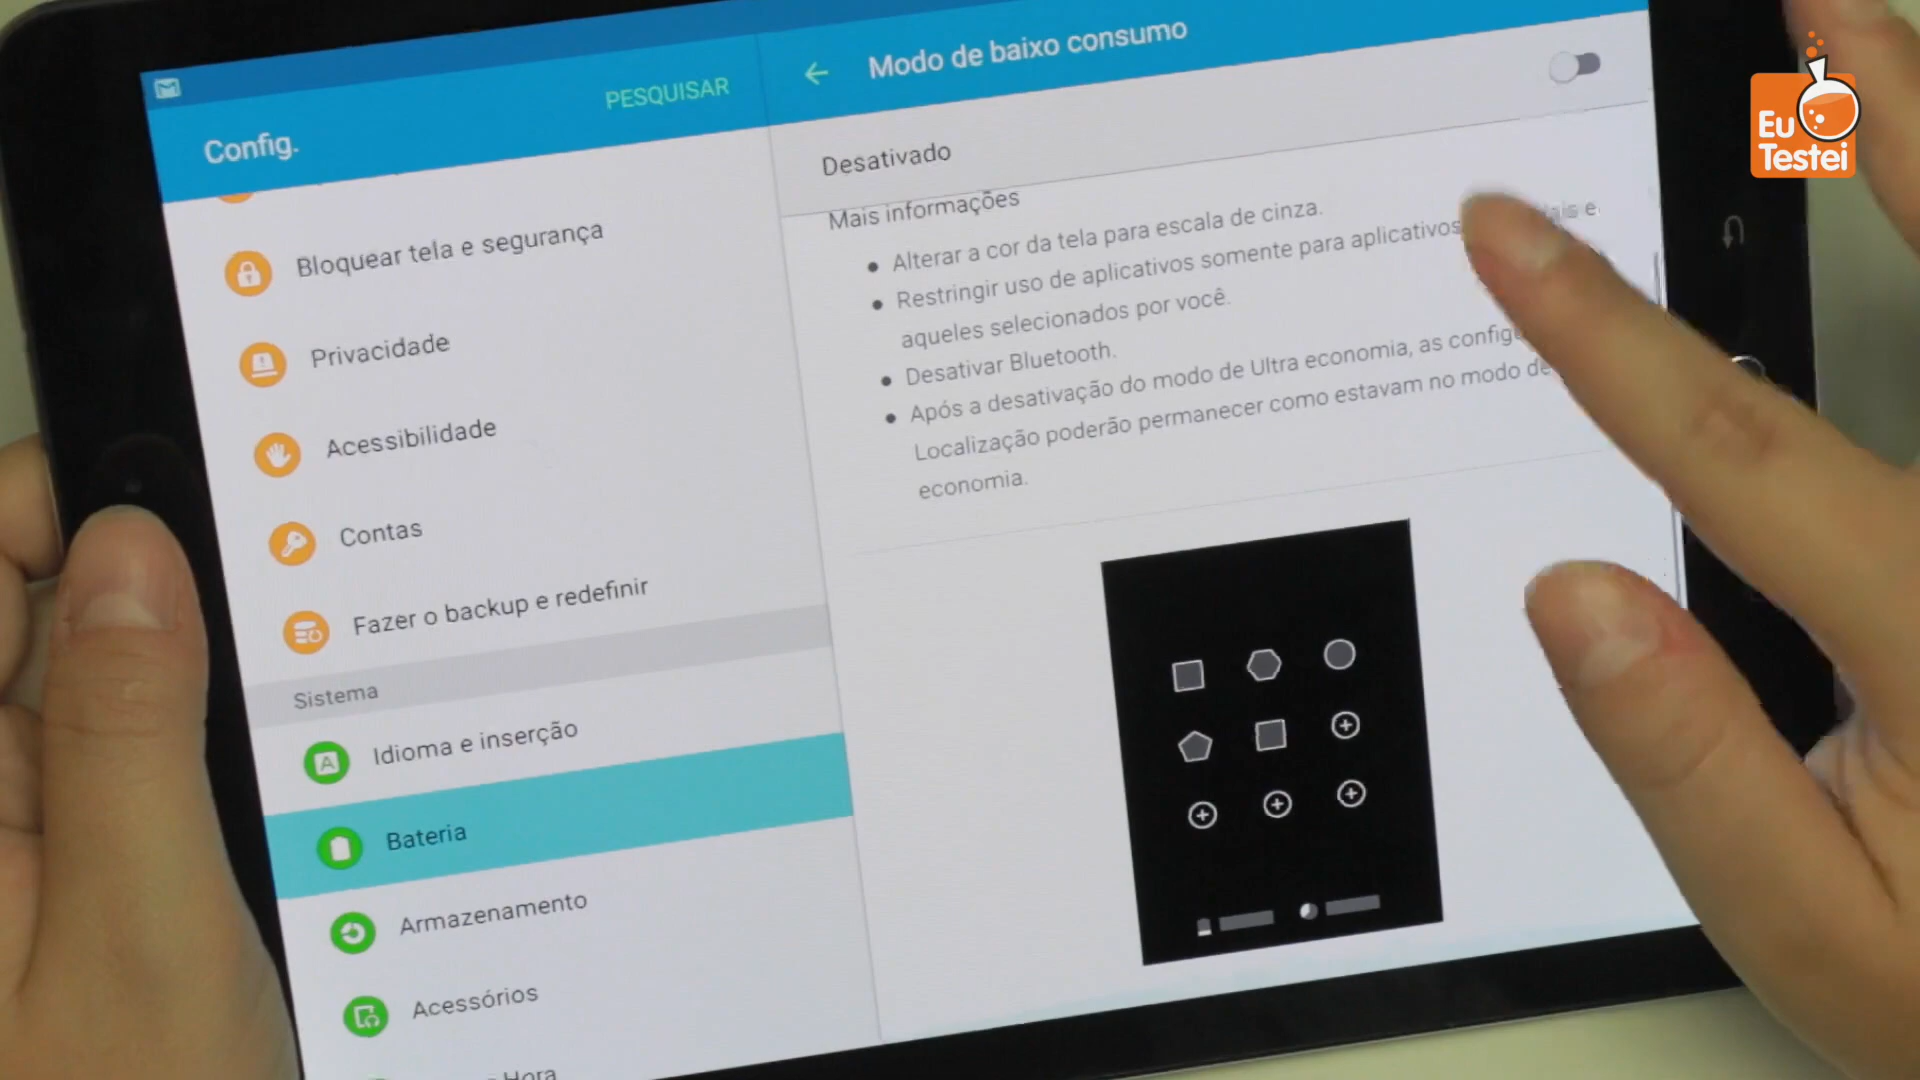 Config.
PESQUISAR
Bloquear tela e segurança
Privacidade
Acessibilidade
Contas
Fazer o backup e redefinir
Sistema
Idioma e inserção
A
Bateria
Armazenamento
Acessórios
Hora
Modo de baixo consumo
Desativado
Mais informações
Alterar a cor da tela para escala de cinza.
Restringir uso de aplicativos somente para aplicativos e
aqueles selecionados por você.
Desativar Bluetooth.
Após a desativação do modo de Ultra economia, as
Localização poderão permanecer como estavam no modo de
economia.
Eu
Testei